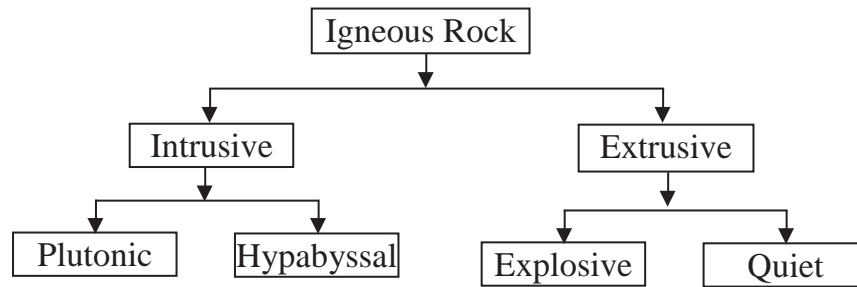 Igneous Rock
Intrusive
Extrusive
Plutonic
Hypabyssal
Explosive
Quiet